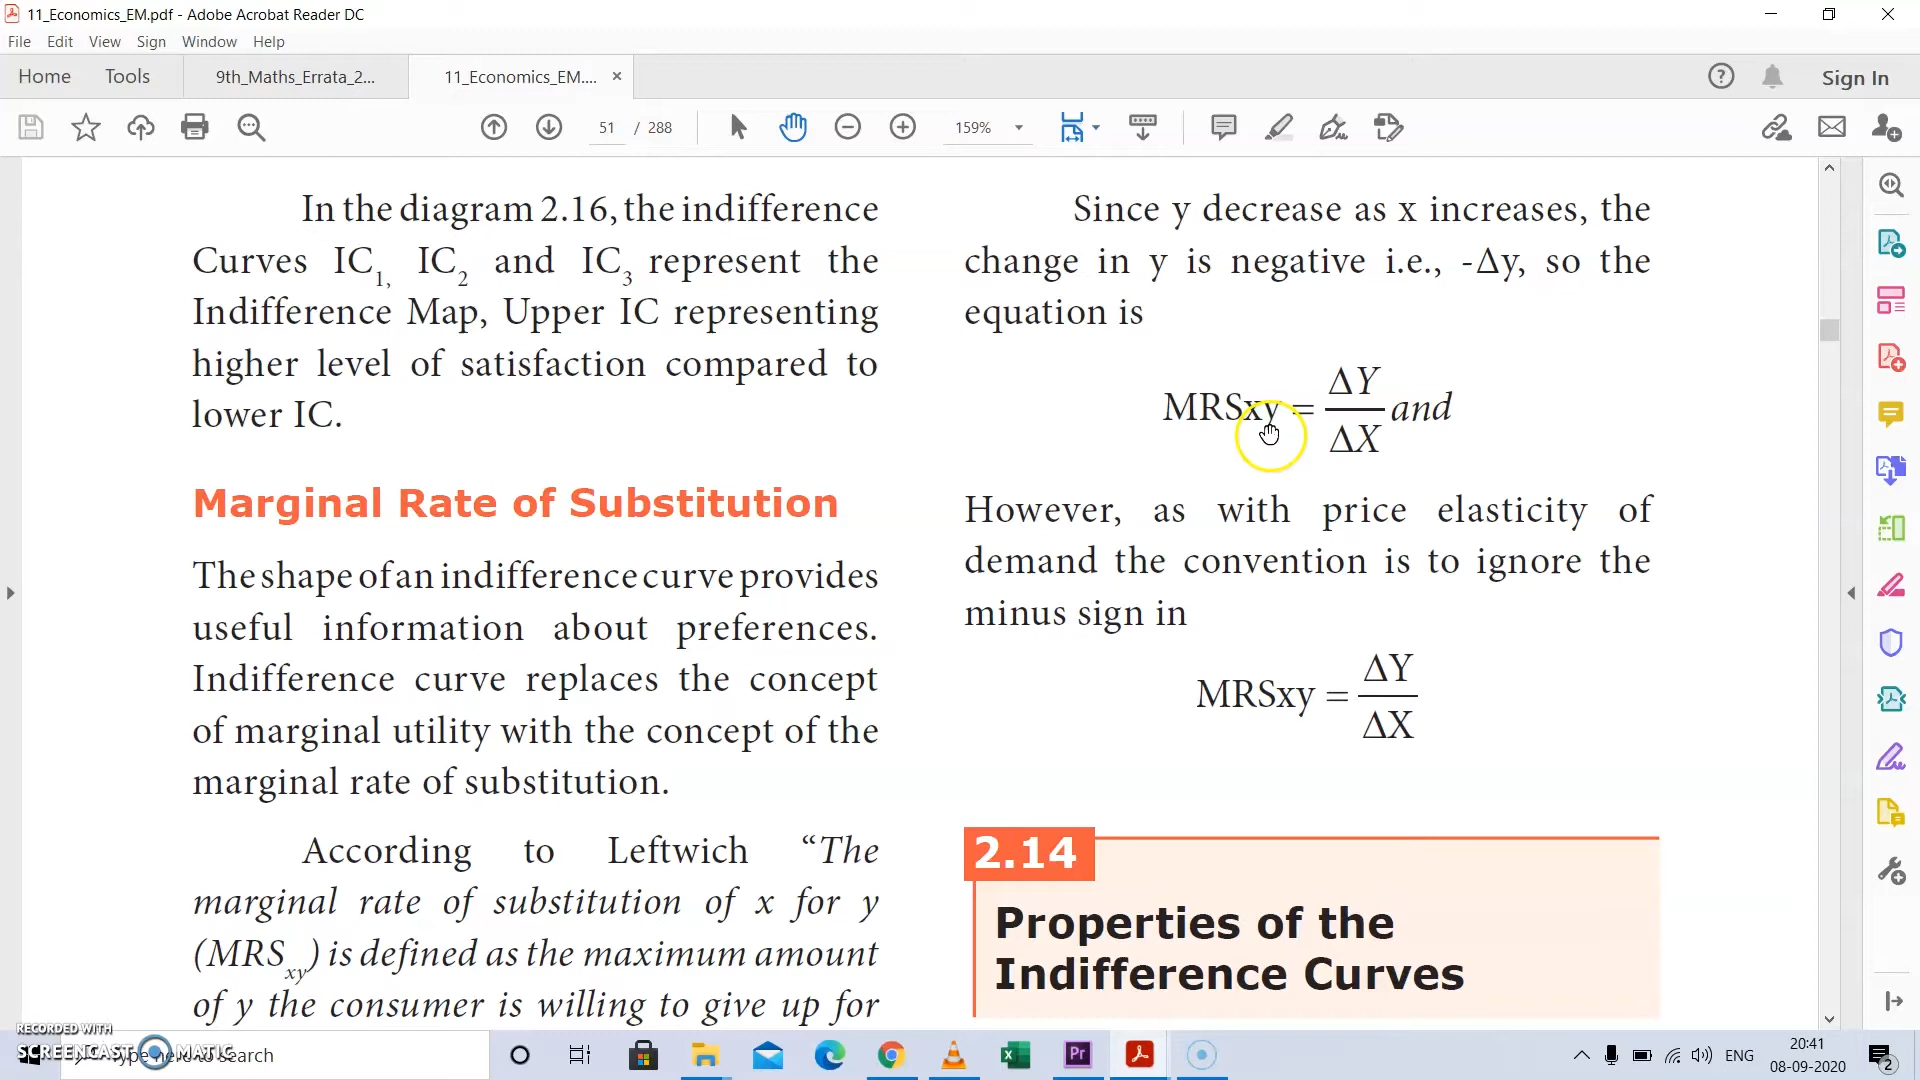 11_Economics_EM.pdf - Adobe Acrobat Reader DC
File Edit View Sign Window Help
Home Tools 9th_Maths_Errata_2... 11_Economics_EM.... × Sign In
51 / 288 159%
In the diagram 2.16, the indifference
Curves IC1, IC2 and IC3 represent the
Indifference Map, Upper IC representing
higher level of satisfaction compared to
lower IC.
Marginal Rate of Substitution
The shape of an indifference curve provides
useful information about preferences.
Indifference curve replaces the concept
of marginal utility with the concept of the
marginal rate of substitution.
According to Leftwich “The
marginal rate of substitution of x for y
(MRSxy) is defined as the maximum amount
of y the consumer is willing to give up for
Since y decrease as x increases, the
change in y is negative i.e., -Δy, so the
equation is
MRSxy = ΔY/ΔX and
However, as with price elasticity of
demand the convention is to ignore the
minus sign in
MRSxy = ΔY/ΔX
2.14
Properties of the
Indifference Curves
RECORDED WITH
SCREENCAST MATIC
Type here to search
Pr
ENG
20:41
08-09-2020
2